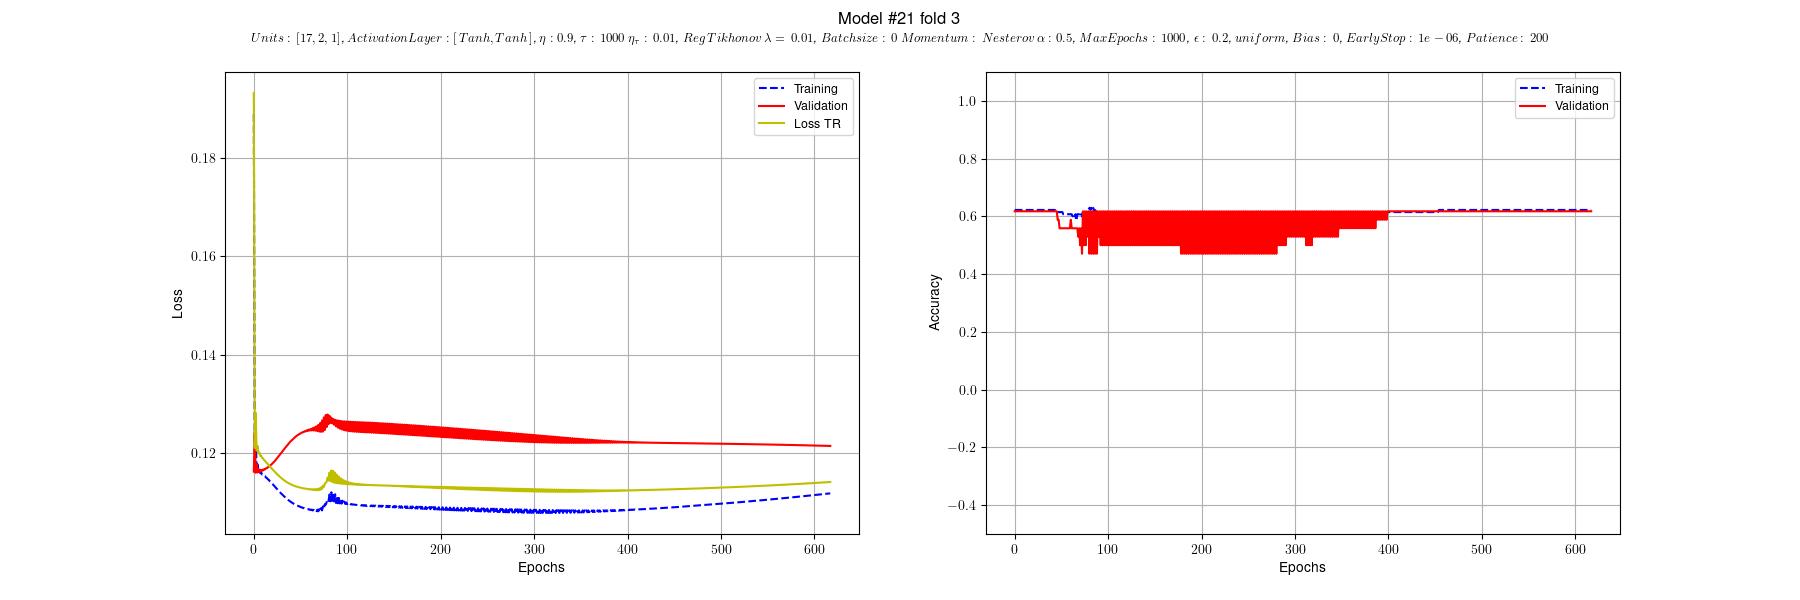 Model #21 fold 3
Units : [17, 2, 1], ActivationLayer : [Tanh, Tanh], η : 0.9, τ : 1000 η_τ : 0.01, RegTikhonov λ = 0.01, Batchsize : 0 Momentum : Nesterov α : 0.5, MaxEpochs : 1000, ϵ : 0.2, uniform, Bias : 0, EarlyStop : 1e − 06, Patience : 200
Training
Validation
Loss TR
0.18
0.16
0.14
0.12
Loss
0 100 200 300 400 500 600
Epochs
Training
Validation
1.0
0.8
0.6
0.4
0.2
0.0
−0.2
−0.4
Accuracy
0 100 200 300 400 500 600
Epochs